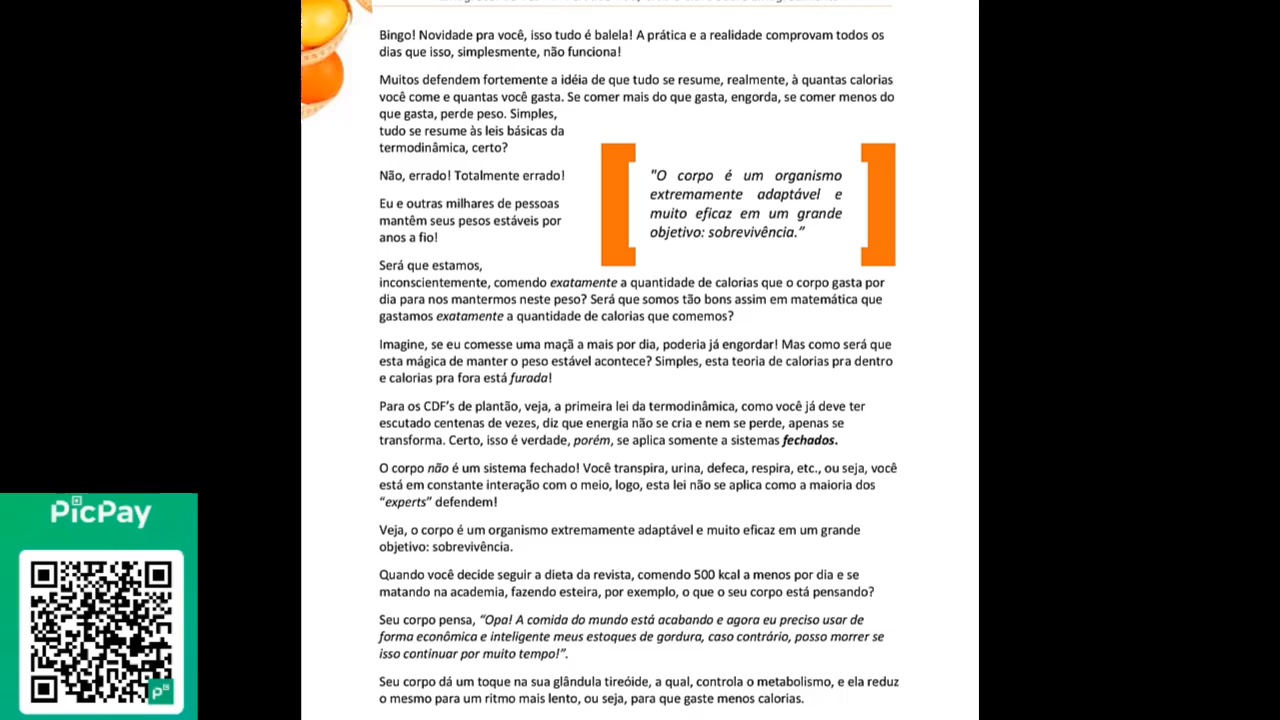 Bingo! Novidade pra você, isso tudo é balela! A prática e a realidade comprovam todos os
dias que isso, simplesmente, não funciona!
Muitos defendem fortemente a idéia de que tudo se resume, realmente, à quantas calorias
você come e quantas você gasta. Se comer mais do que gasta, engorda, se comer menos do
que gasta, perde peso. Simples,
tudo se resume às leis básicas da
termodinâmica, certo?
Não, errado! Totalmente errado!
Eu e outras milhares de pessoas
mantêm seus pesos estáveis por
anos a fio!
"O corpo é um organismo
extremamente adaptável e
muito eficaz em um grande
objetivo: sobrevivência."
Será que estamos,
inconscientemente, comendo exatamente a quantidade de calorias que o corpo gasta por
dia para nos mantermos neste peso? Será que somos tão bons assim em matemática que
gastamos exatamente a quantidade de calorias que comemos?
Imagine, se eu comesse uma maçã a mais por dia, poderia já engordar! Mas como será que
esta mágica de manter o peso estável acontece? Simples, esta teoria de calorias pra dentro
e calorias pra fora está furada!
Para os CDF's de plantão, veja, a primeira lei da termodinâmica, como você já deve ter
escutado centenas de vezes, diz que energia não se cria e nem se perde, apenas se
transforma. Certo, isso é verdade, porém, se aplica somente a sistemas fechados.
O corpo não é um sistema fechado! Você transpira, urina, defeca, respira, etc., ou seja, você
está em constante interação com o meio, logo, esta lei não se aplica como a maioria dos
“experts” defendem!
Veja, o corpo é um organismo extremamente adaptável e muito eficaz em um grande
objetivo: sobrevivência.
Quando você decide seguir a dieta da revista, comendo 500 kcal a menos por dia e se
matando na academia, fazendo esteira, por exemplo, o que o seu corpo está pensando?
Seu corpo pensa, “Opa! A comida do mundo está acabando e agora eu preciso usar de
forma econômica e inteligente meus estoques de gordura, caso contrário, posso morrer se
isso continuar por muito tempo!”.
Seu corpo dá um toque na sua glândula tireóide, a qual, controla o metabolismo, e ela reduz
o mesmo para um ritmo mais lento, ou seja, para que gaste menos calorias.
PicPay